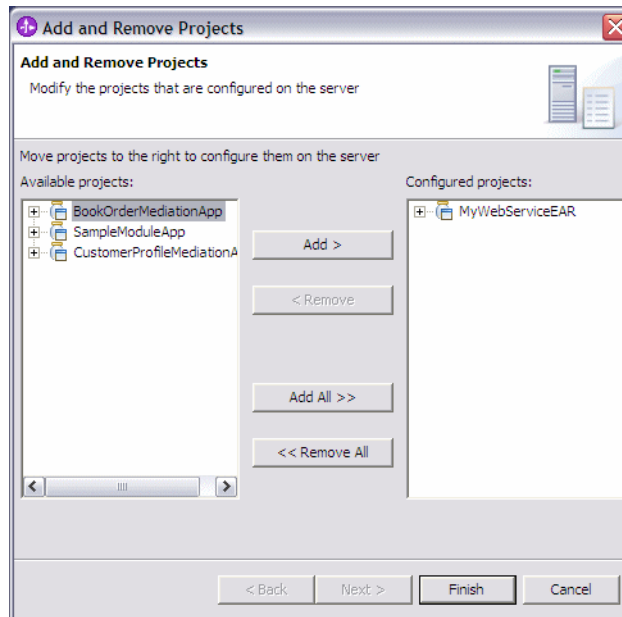 Add and Remove Projects
Add and Remove Projects
Modify the projects that are configured on the server
Move projects to the right to configure them on the server
Available projects:
Configured projects:
BookOrderMediationApp
SampleModuleApp
CustomerProfileMediationA
MyWebServiceEAR
Add >
< Remove
Add All >>
<< Remove All
< Back
Next >
Finish
Cancel